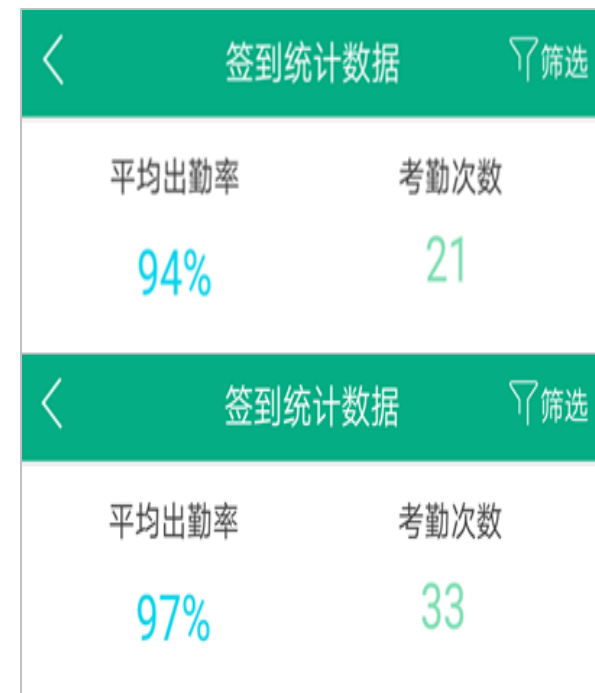 签到统计数据 筛选
平均出勤率 考勤次数
94% 21
签到统计数据 筛选
平均出勤率 考勤次数
97% 33